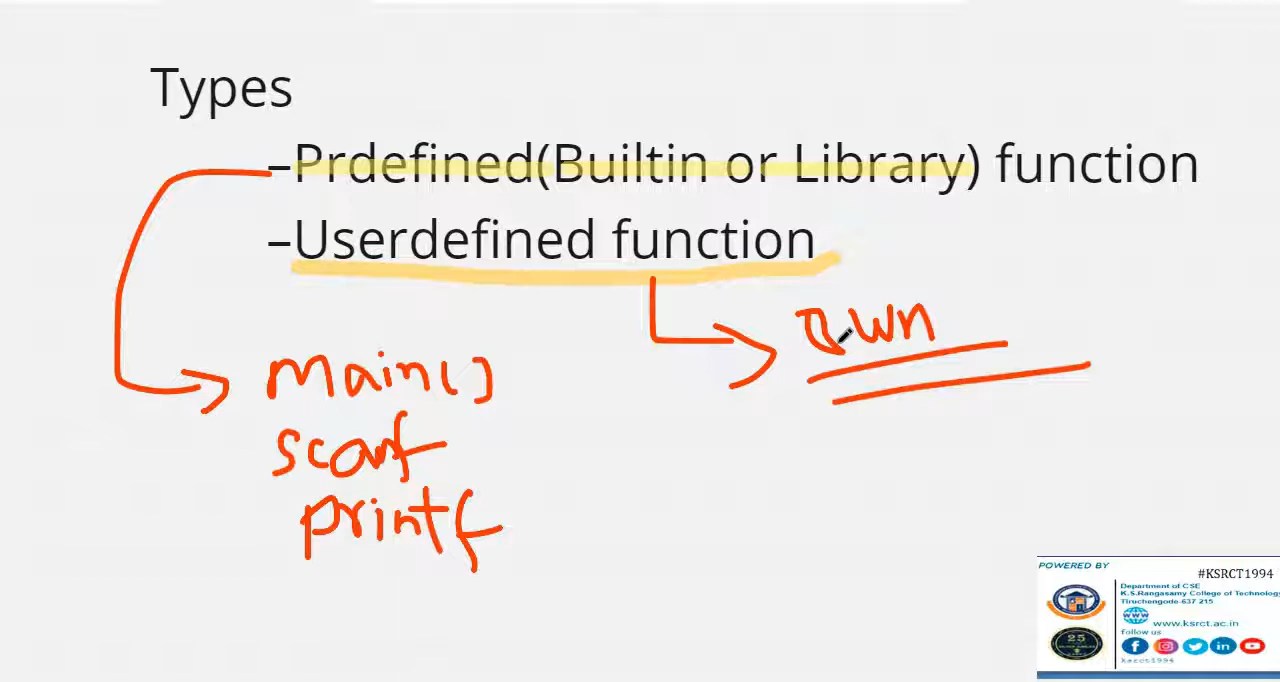 Types
–Prdefined(Builtin or Library) function
–Userdefined function
own
main()
scanf
printf
POWERED BY
#KSRCT1994
Department of CSE
K.S.Rangasamy College of Technology
Tiruchengode-637 215
www.ksrct.ac.in
follow us
ksrct1994
25